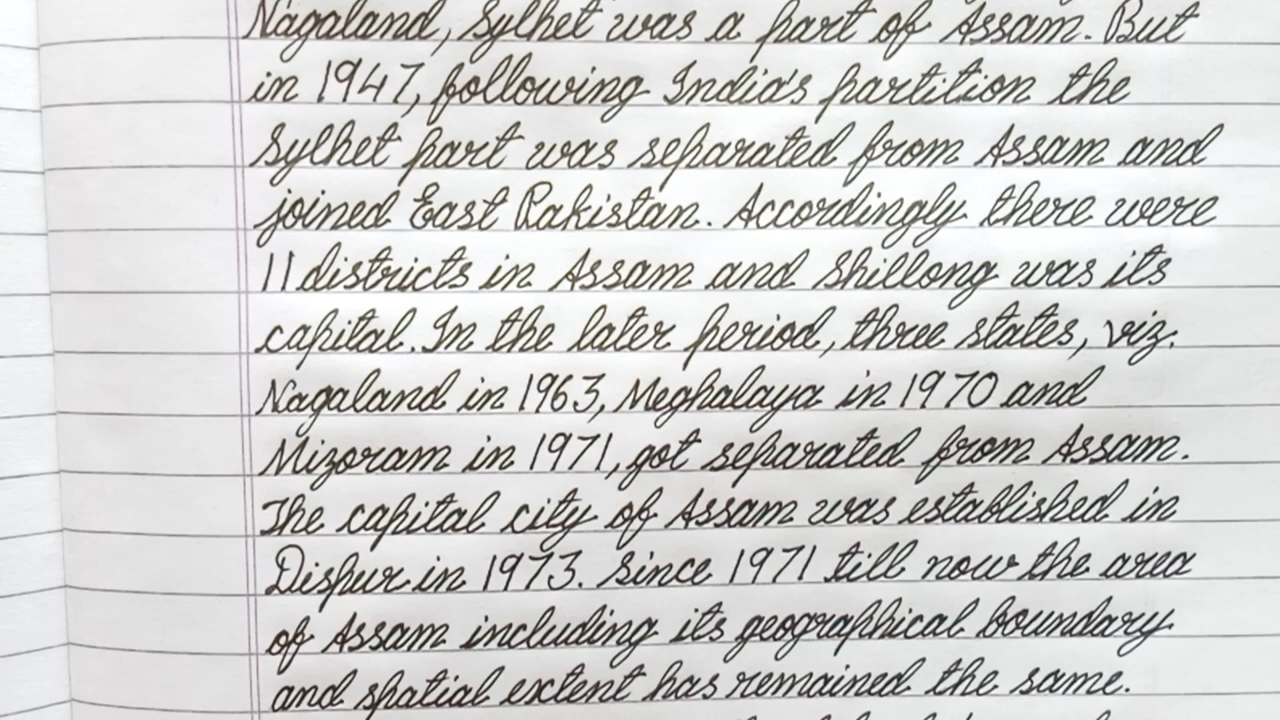 Nagaland, Sylhet was a part of Assam. But
in 1947, following India's partition the
Sylhet part was separated from Assam and
joined East Pakistan. Accordingly there were
11 districts in Assam and Shillong was its
capital. In the later period, three states, viz.
Nagaland in 1963, Meghalaya in 1970 and
Mizoram in 1971, got separated from Assam.
The capital city of Assam was established in
Dispur in 1973. Since 1971 till now the area
of Assam including its geographical boundary
and spatial extent has remained the same.